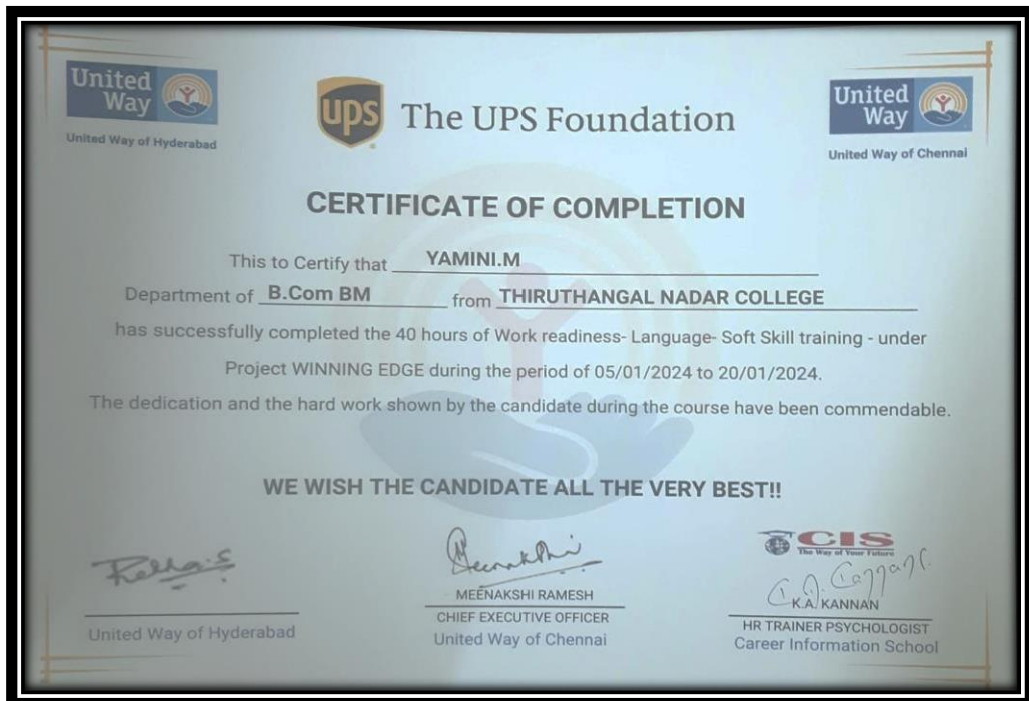 United Way
United Way of Hyderabad
ups
The UPS Foundation
United Way
United Way of Chennai
CERTIFICATE OF COMPLETION
This to Certify that YAMINI.M
Department of B.Com BM from THIRUTHANGAL NADAR COLLEGE
has successfully completed the 40 hours of Work readiness- Language- Soft Skill training - under
Project WINNING EDGE during the period of 05/01/2024 to 20/01/2024.
The dedication and the hard work shown by the candidate during the course have been commendable.
WE WISH THE CANDIDATE ALL THE VERY BEST!!
United Way of Hyderabad
Meenakshi
MEENAKSHI RAMESH
CHIEF EXECUTIVE OFFICER
United Way of Chennai
CIS
The Way of Your Future
K.A. KANNAN
HR TRAINER PSYCHOLOGIST
Career Information School